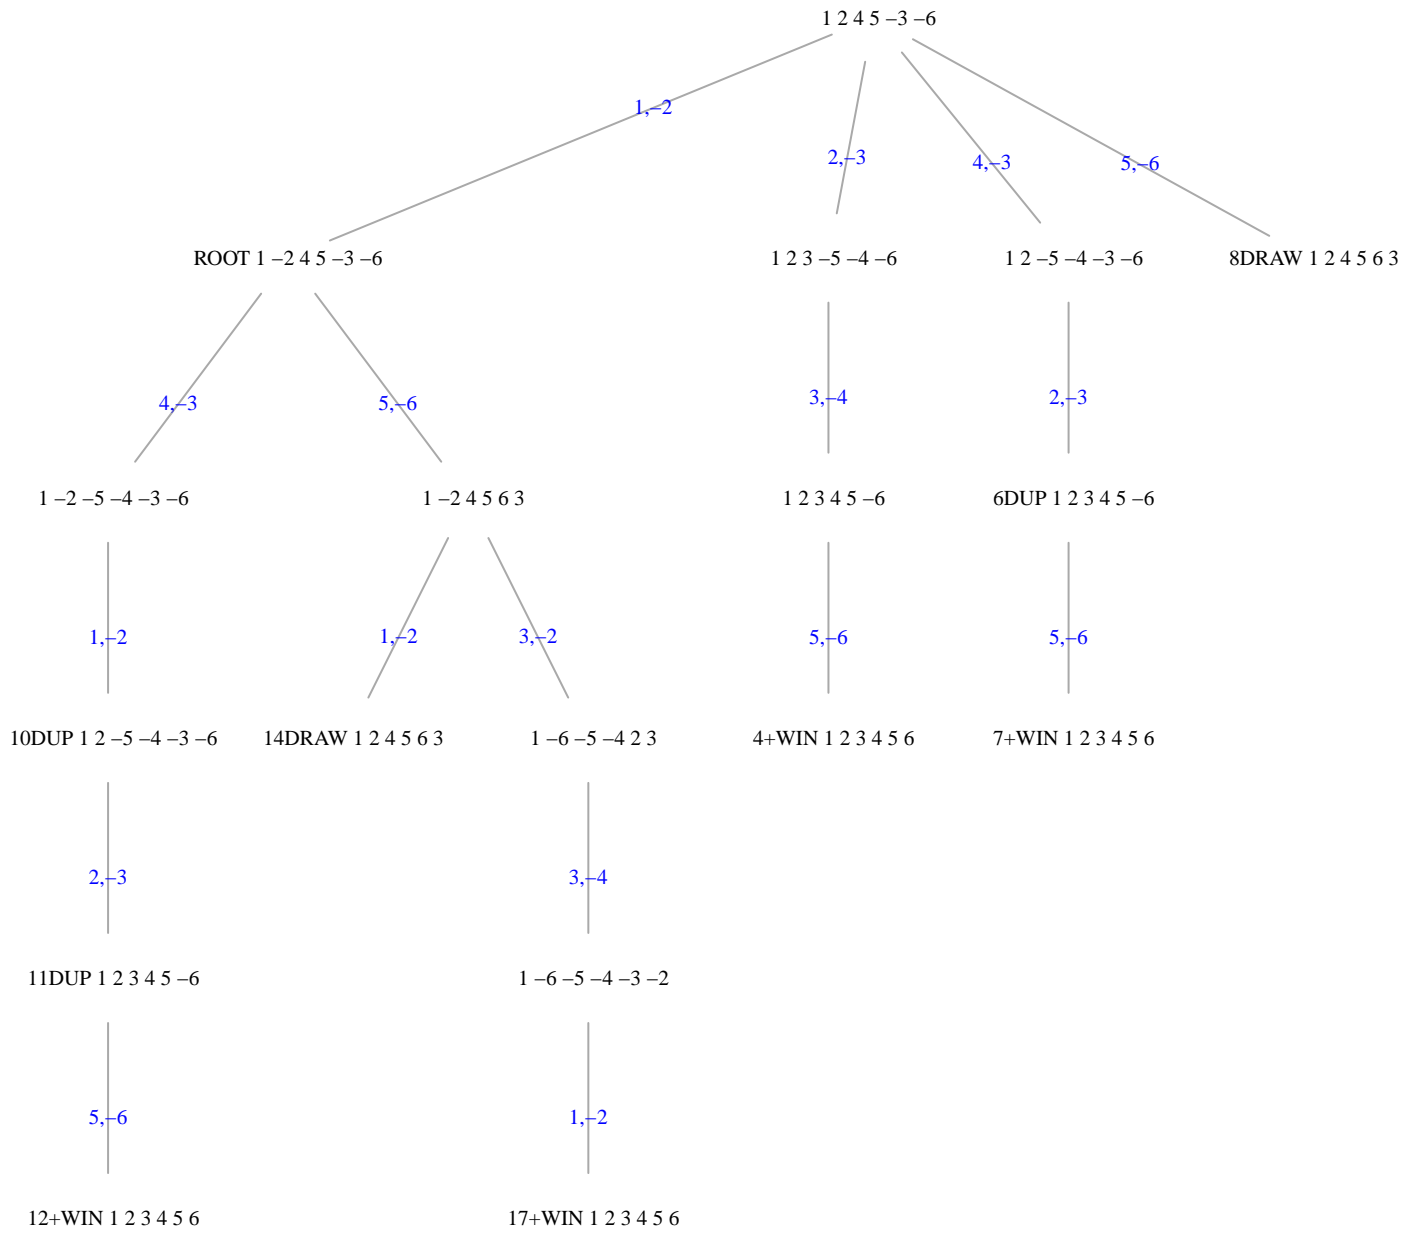 1 2 4 5 −3 −6
1,−2
2,−3
4,−3
5,−6
ROOT 1 −2 4 5 −3 −6
1 2 3 −5 −4 −6
1 2 −5 −4 −3 −6
8DRAW 1 2 4 5 6 3
4,−3
5,−6
3,−4
2,−3
1 −2 −5 −4 −3 −6
1 −2 4 5 6 3
1 2 3 4 5 −6
6DUP 1 2 3 4 5 −6
1,−2
1,−2
3,−2
5,−6
5,−6
10DUP 1 2 −5 −4 −3 −6
14DRAW 1 2 4 5 6 3
1 −6 −5 −4 2 3
4+WIN 1 2 3 4 5 6
7+WIN 1 2 3 4 5 6
2,−3
3,−4
11DUP 1 2 3 4 5 −6
1 −6 −5 −4 −3 −2
5,−6
1,−2
12+WIN 1 2 3 4 5 6
17+WIN 1 2 3 4 5 6